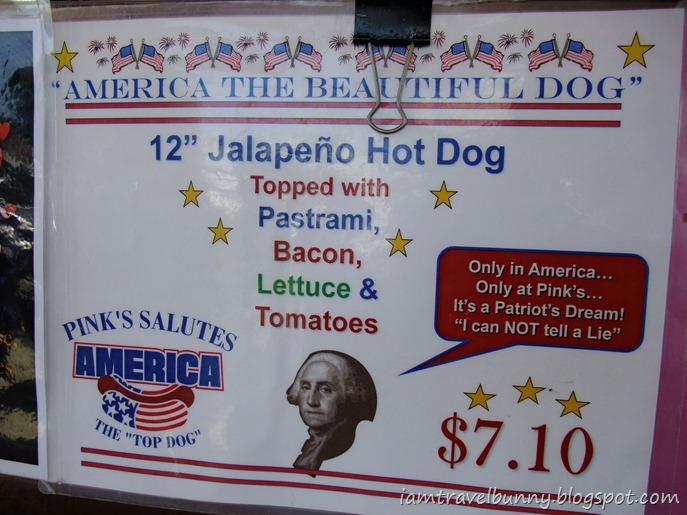 “AMERICA THE BEAUTIFUL DOG”
12” Jalapeño Hot Dog
Topped with
Pastrami,
Bacon,
Lettuce &
Tomatoes
Only in America…
Only at Pink's…
It's a Patriot's Dream!
“I can NOT tell a Lie”
PINK'S SALUTES
AMERICA
THE "TOP DOG"
$7.10
iamtravelbunny.blogspot.com/